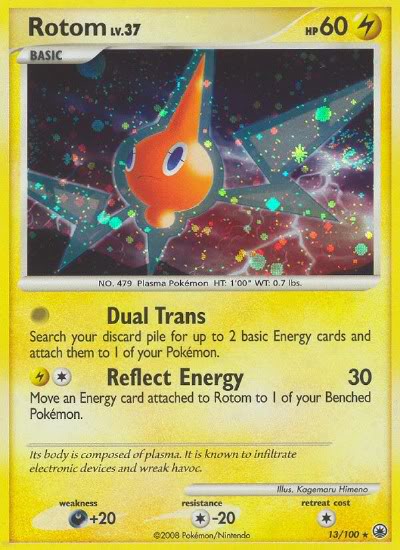 Rotom LV.37 HP 60
BASIC
NO. 479 Plasma Pokémon HT: 1'00" WT: 0.7 lbs.
Dual Trans
Search your discard pile for up to 2 basic Energy cards and
attach them to 1 of your Pokémon.
Reflect Energy 30
Move an Energy card attached to Rotom to 1 of your Benched
Pokémon.
Its body is composed of plasma. It is known to infiltrate
electronic devices and wreak havoc.
Illus. Kagemaru Himeno
weakness resistance retreat cost
+20 -20
©2008 Pokémon/Nintendo 13/100 ★